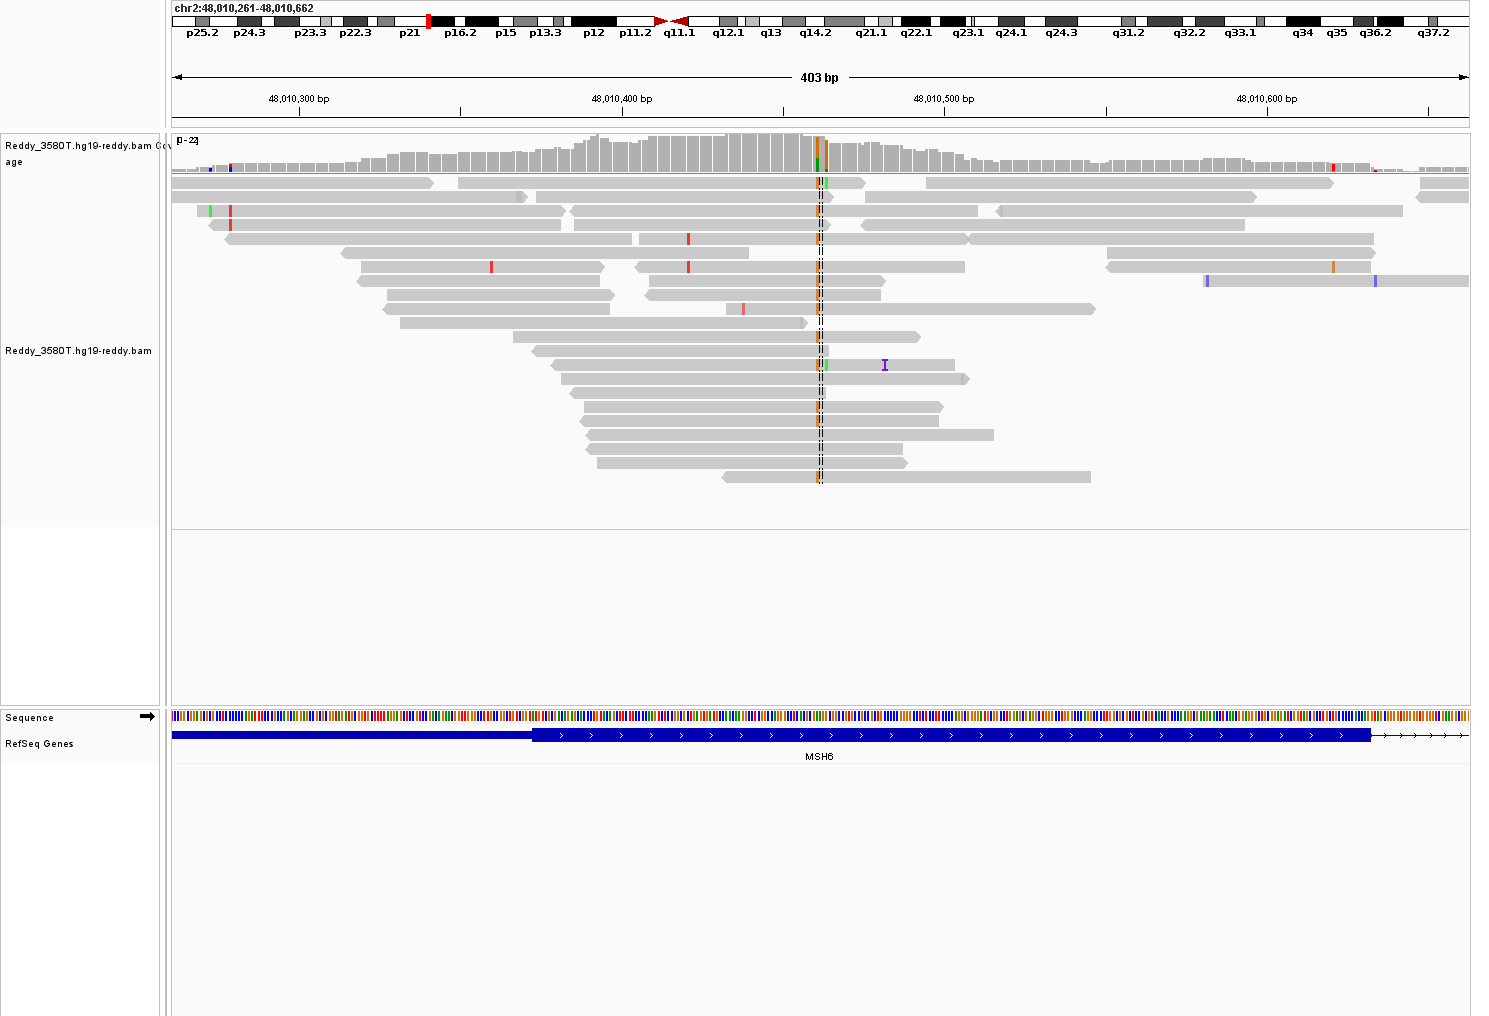 chr2:48,010,261-48,010,662
p25.2 p24.3 p23.3 p22.3 p21 p16.2 p15 p13.3 p12 p11.2 q11.1 q12.1 q13 q14.2 q21.1 q22.1 q23.1 q24.1 q24.3 q31.2 q32.2 q33.1 q34 q35 q36.2 q37.2
403 bp
48,010,300 bp 48,010,400 bp 48,010,500 bp 48,010,600 bp
Reddy_3580T.hg19-reddy.bam Cov
age
[0-22]
Reddy_3580T.hg19-reddy.bam
Sequence
RefSeq Genes
MSH6